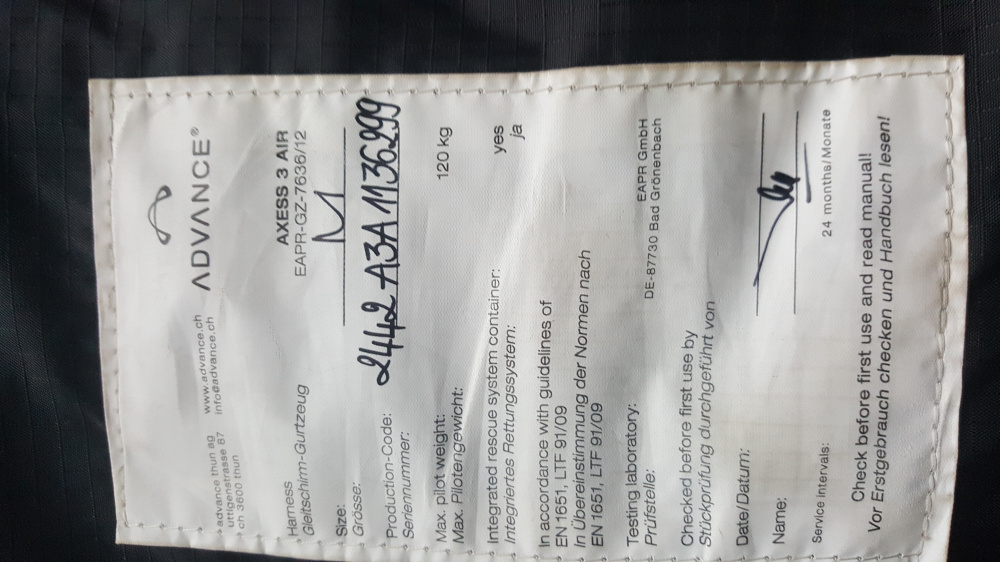 ADVANCE®
advance thun ag www.advance.ch
uttigenstrasse 87 info@advance.ch
ch 3600 thun
Harness AXESS 3 AIR
Gleitschirm-Gurtzeug EAPR-GZ-7636/12
Size: M
Grösse:
Production-Code: 2442 A3A1136299
Seriennummer:
Max. pilot weight: 120 kg
Max. Pilotengewicht:
Integrated rescue system container: yes
Integriertes Rettungssystem: ja
In accordance with guidelines of
EN 1651, LTF 91/09
In Übereinstimmung der Normen nach
EN 1651, LTF 91/09
Testing laboratory: EAPR GmbH
Prüfstelle: DE-87730 Bad Grönenbach
Checked before first use by
Stückprüfung durchgeführt von
Date/Datum:
Name:
Service intervals: 24 months/Monate
Check before first use and read manual!
Vor Erstgebrauch checken und Handbuch lesen!